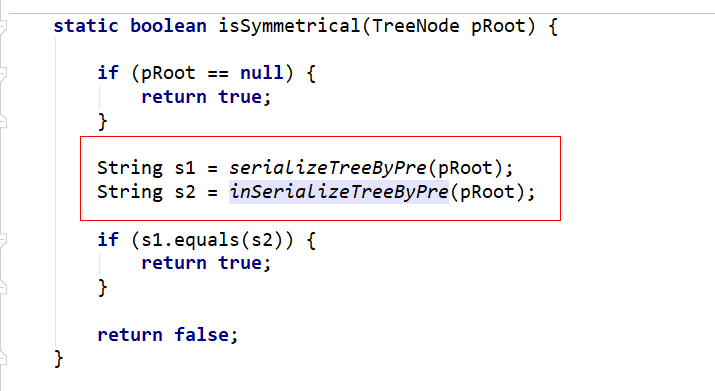 static boolean isSymmetrical(TreeNode pRoot) {
if (pRoot == null) {
return true;
}
String s1 = serializeTreeByPre(pRoot);
String s2 = inSerializeTreeByPre(pRoot);
if (s1.equals(s2)) {
return true;
}
return false;
}